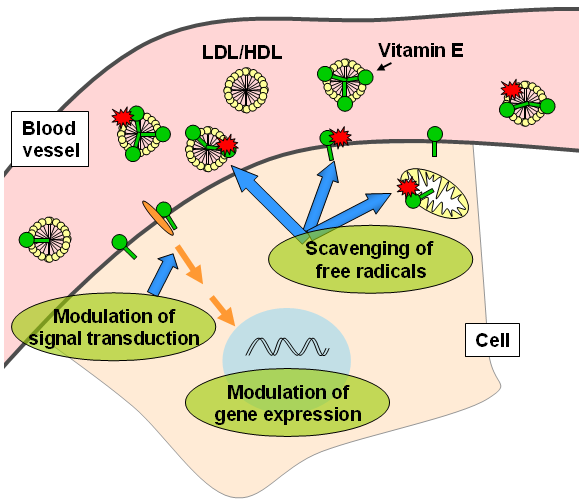 LDL/HDL
Vitamin E
Blood
vessel
Scavenging of
free radicals
Modulation of
signal transduction
Cell
Modulation of
gene expression